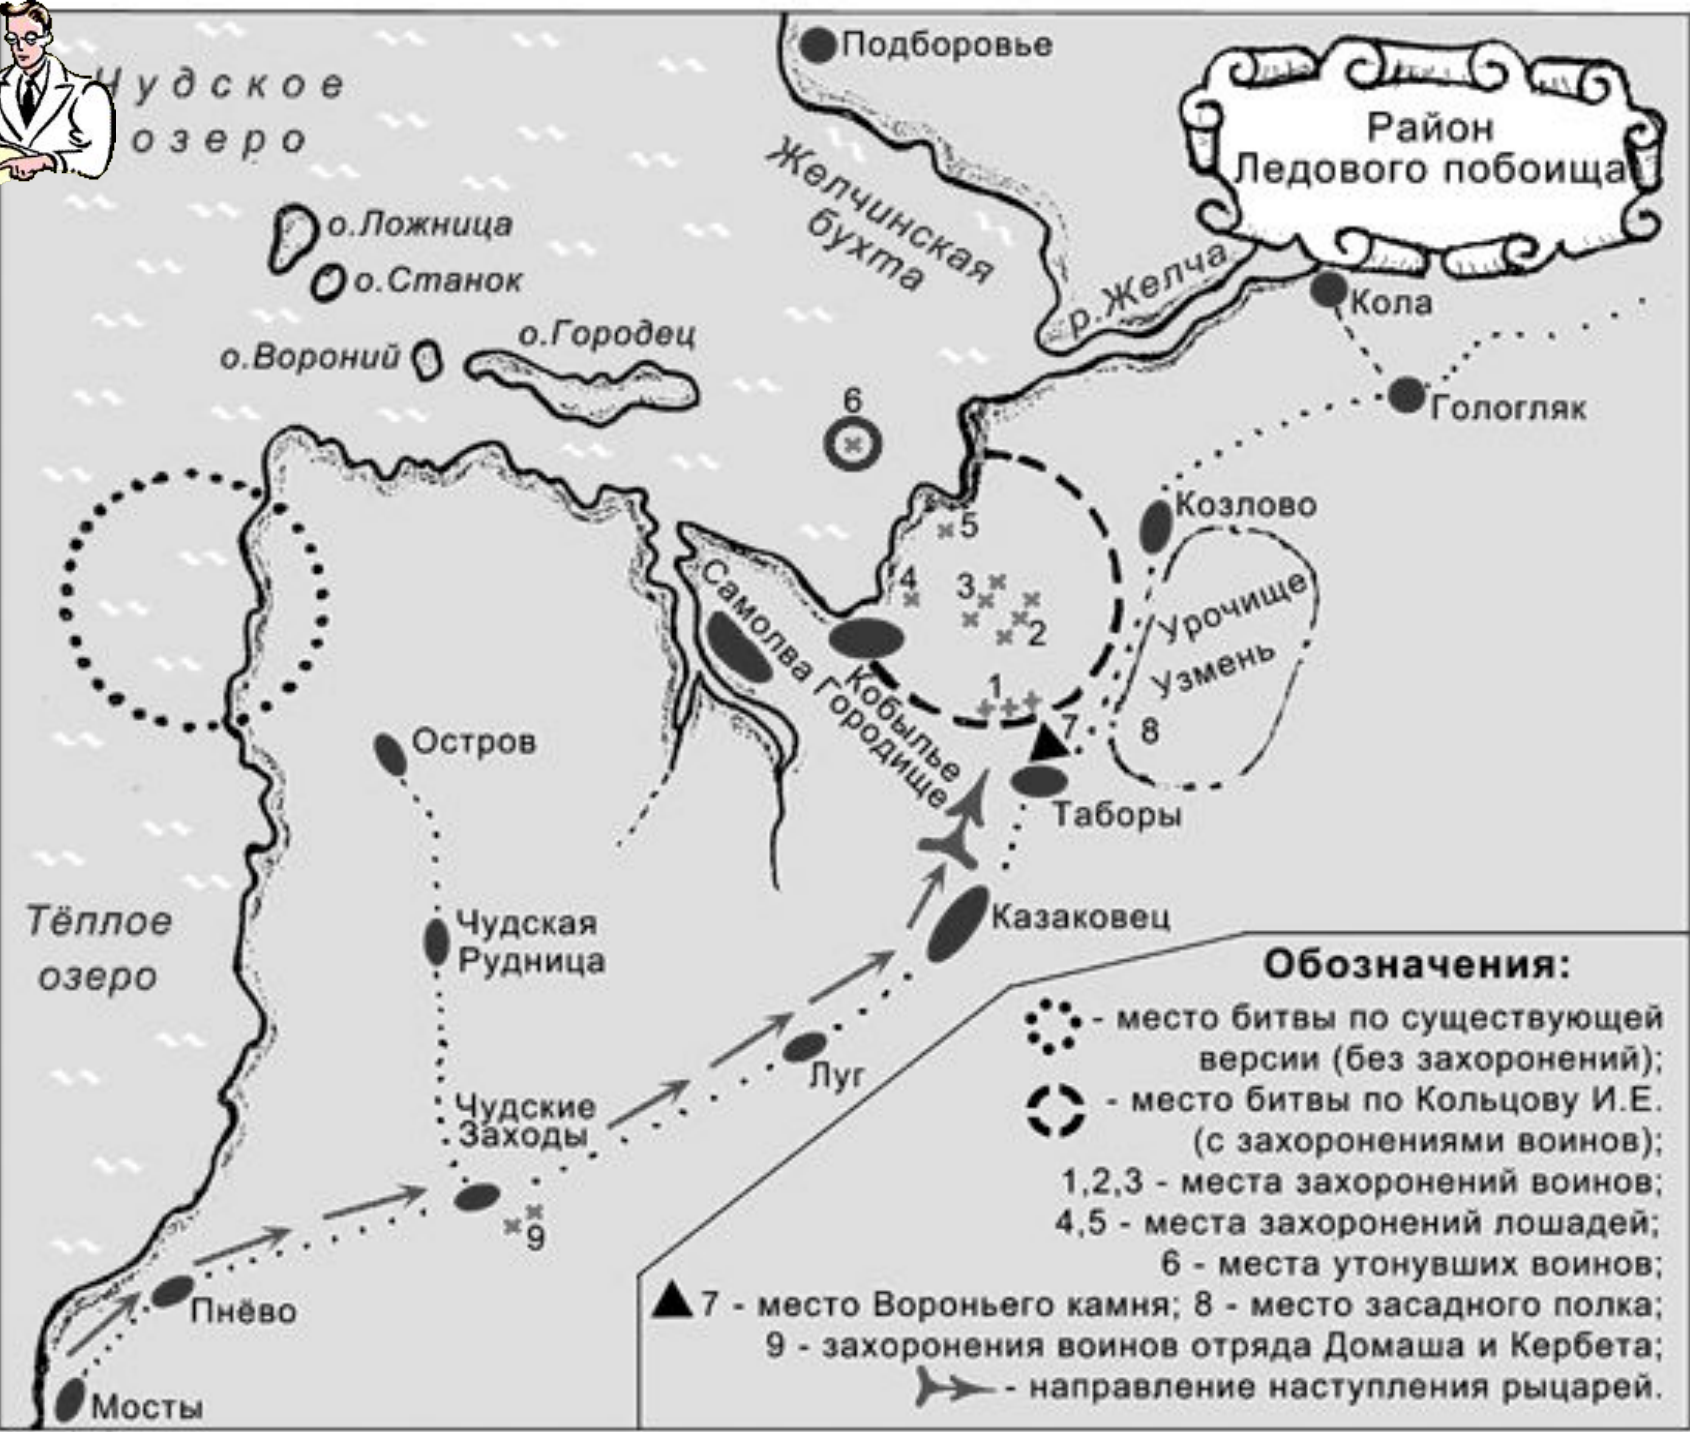 Чудское
озеро
Подборовье
Район
Ледового побоища
Желчинская
бухта
о.Ложница
о.Станок
р.Желча
Кола
о.Городец
о.Вороний
6
Гологляк
Козлово
5
4
3
2
1
Урочище
Узмень
Самолва
Кобылье
Городище
7
8
Остров
Таборы
Тёплое
озеро
Чудская
Рудница
Казаковец
Луг
Чудские
Заходы
9
Пнёво
Мосты
Обозначения:
- место битвы по существующей
версии (без захоронений);
- место битвы по Кольцову И.Е.
(с захоронениями воинов);
1,2,3 - места захоронений воинов;
4,5 - места захоронений лошадей;
6 - места утонувших воинов;
7 - место Вороньего камня; 8 - место засадного полка;
9 - захоронения воинов отряда Домаша и Кербета;
- направление наступления рыцарей.